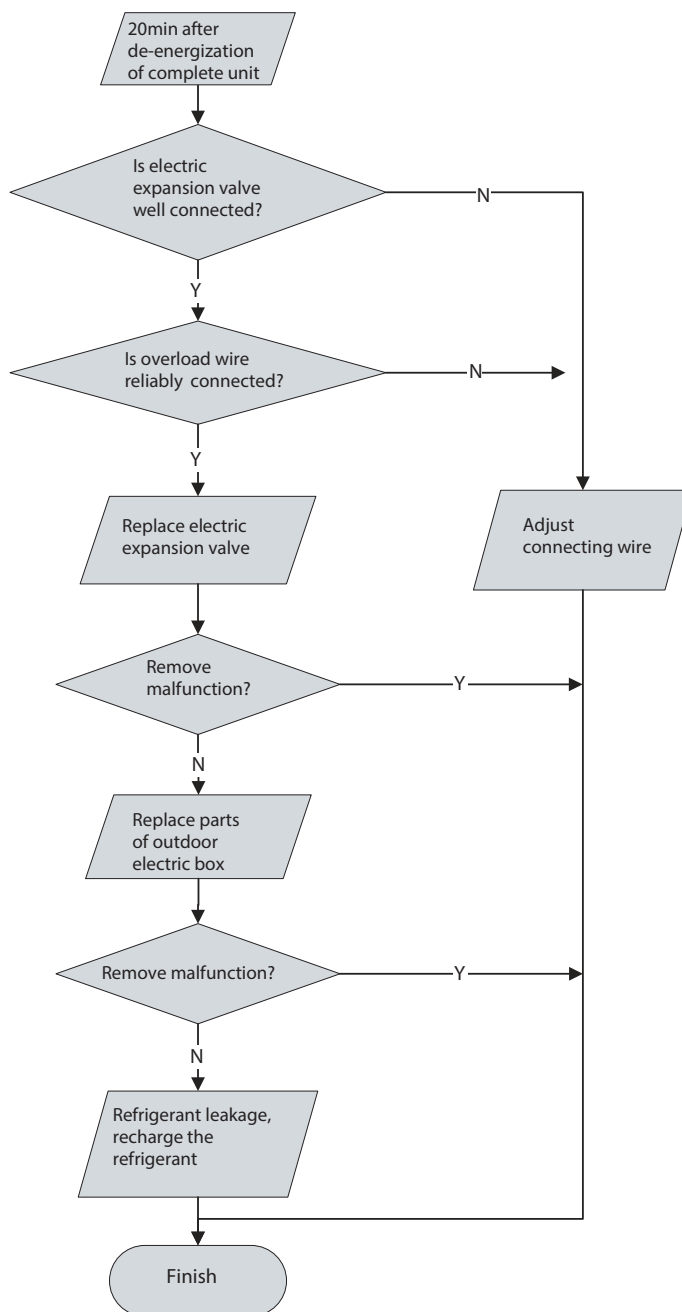 20min after
de-energization
of complete unit
Is electric
expansion valve
well connected?
N
Y
Is overload wire
reliably connected?
N
Y
Replace electric
expansion valve
Adjust
connecting wire
Remove
malfunction?
Y
N
Replace parts
of outdoor
electric box
Remove malfunction?
Y
N
Refrigerant leakage,
recharge the
refrigerant
Finish